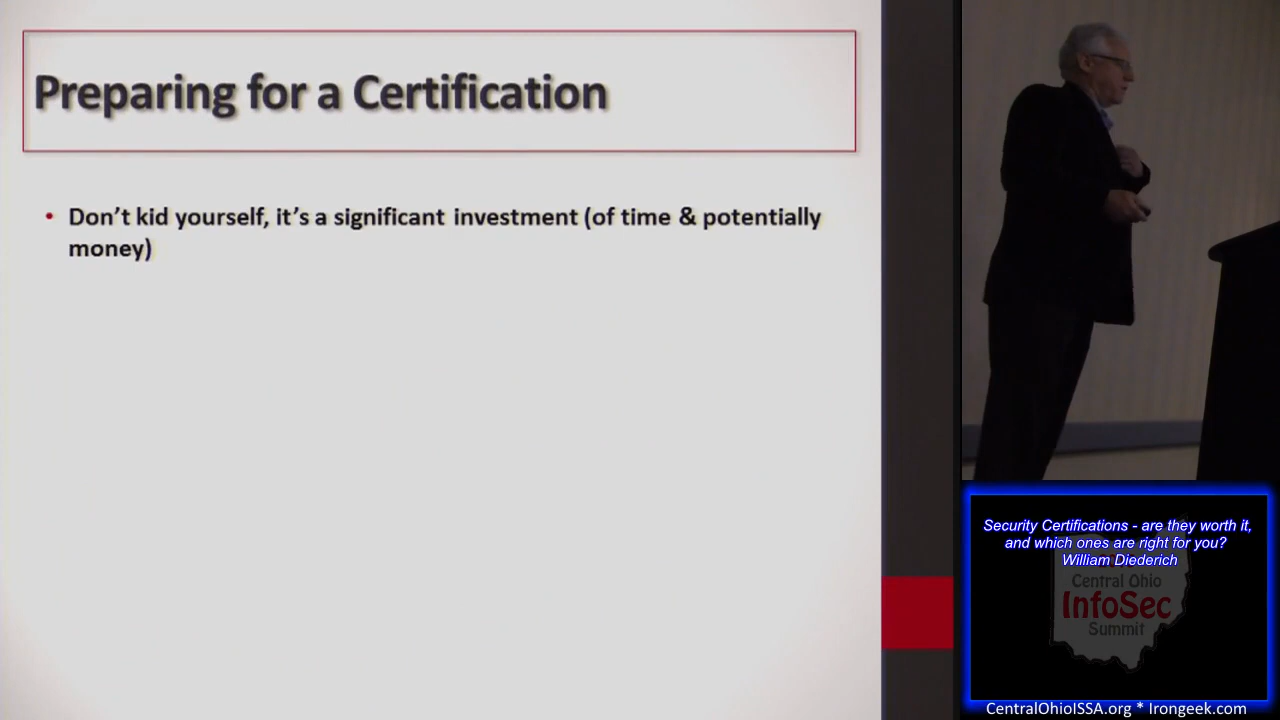 Preparing for a Certification
• Don't kid yourself, it's a significant investment (of time & potentially
money)
Security Certifications - are they worth it,
and which ones are right for you?
William Diederich
Central Ohio
InfoSec
Summit
CentralOhioISSA.org * Irongeek.com